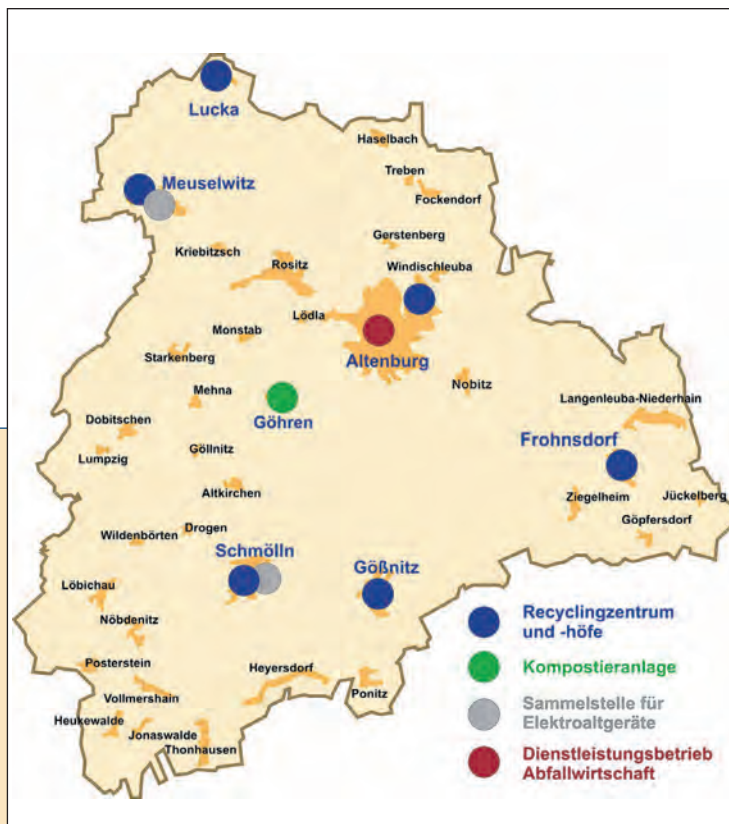 Lucka
Haselbach
Treben
Meuselwitz
Fockendorf
Gerstenberg
Kriebitzsch
Rositz
Windischleuba
Lödla
Monstab
Starkenberg
Altenburg
Nobitz
Mehna
Langenleuba-Niederhain
Dobitschen
Göhren
Frohnsdorf
Lumpzig
Göllnitz
Altkirchen
Ziegelheim
Jückelberg
Göpfersdorf
Drogen
Wildenbörten
Schmölln
Gößnitz
Löbichau
Nöbdenitz
Posterstein
Heyersdorf
Vollmershain
Ponitz
Heukewalde
Jonaswalde
Thonhausen
Recyclingzentrum
und -höfe
Kompostieranlage
Sammelstelle für
Elektroaltgeräte
Dienstleistungsbetrieb
Abfallwirtschaft